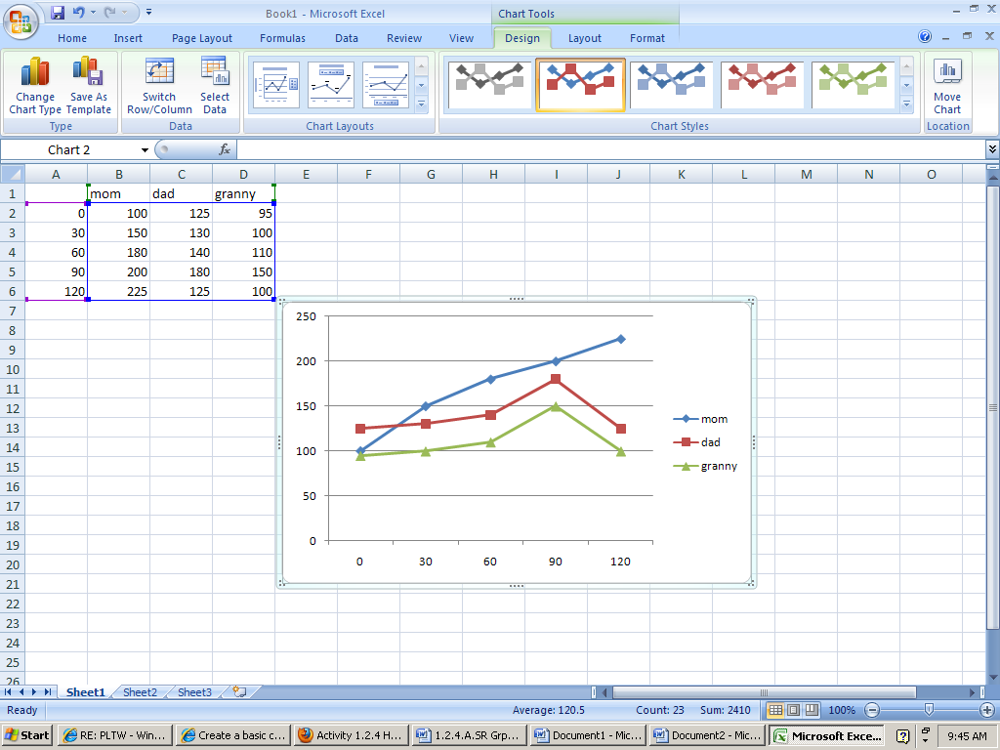 Book1 - Microsoft Excel Chart Tools
Home Insert Page Layout Formulas Data Review View Design Layout Format
Change Chart Type Save As Template Switch Row/Column Select Data Move Chart
Type Data Chart Layouts Chart Styles Location
Chart 2 fx
A B C D E F G H I J K L M N O
1 mom dad granny
2 0 100 125 95
3 30 150 130 100
4 60 180 140 110
5 90 200 180 150
6 120 225 125 100
7
8
9
10
11
12
13
14
15
16
17
18
19
20
21
22
23
24
25
26
250
200
150
100
50
0
0 30 60 90 120
mom
dad
granny
Sheet1 Sheet2 Sheet3
Ready Average: 120.5 Count: 23 Sum: 2410 100%
Start RE: PLTW - Win... Create a basic c... Activity 1.2.4 H... 1.2.4.A.SR Grp... Document1 - Mic... Document2 - Mic... Microsoft Exce... 9:45 AM